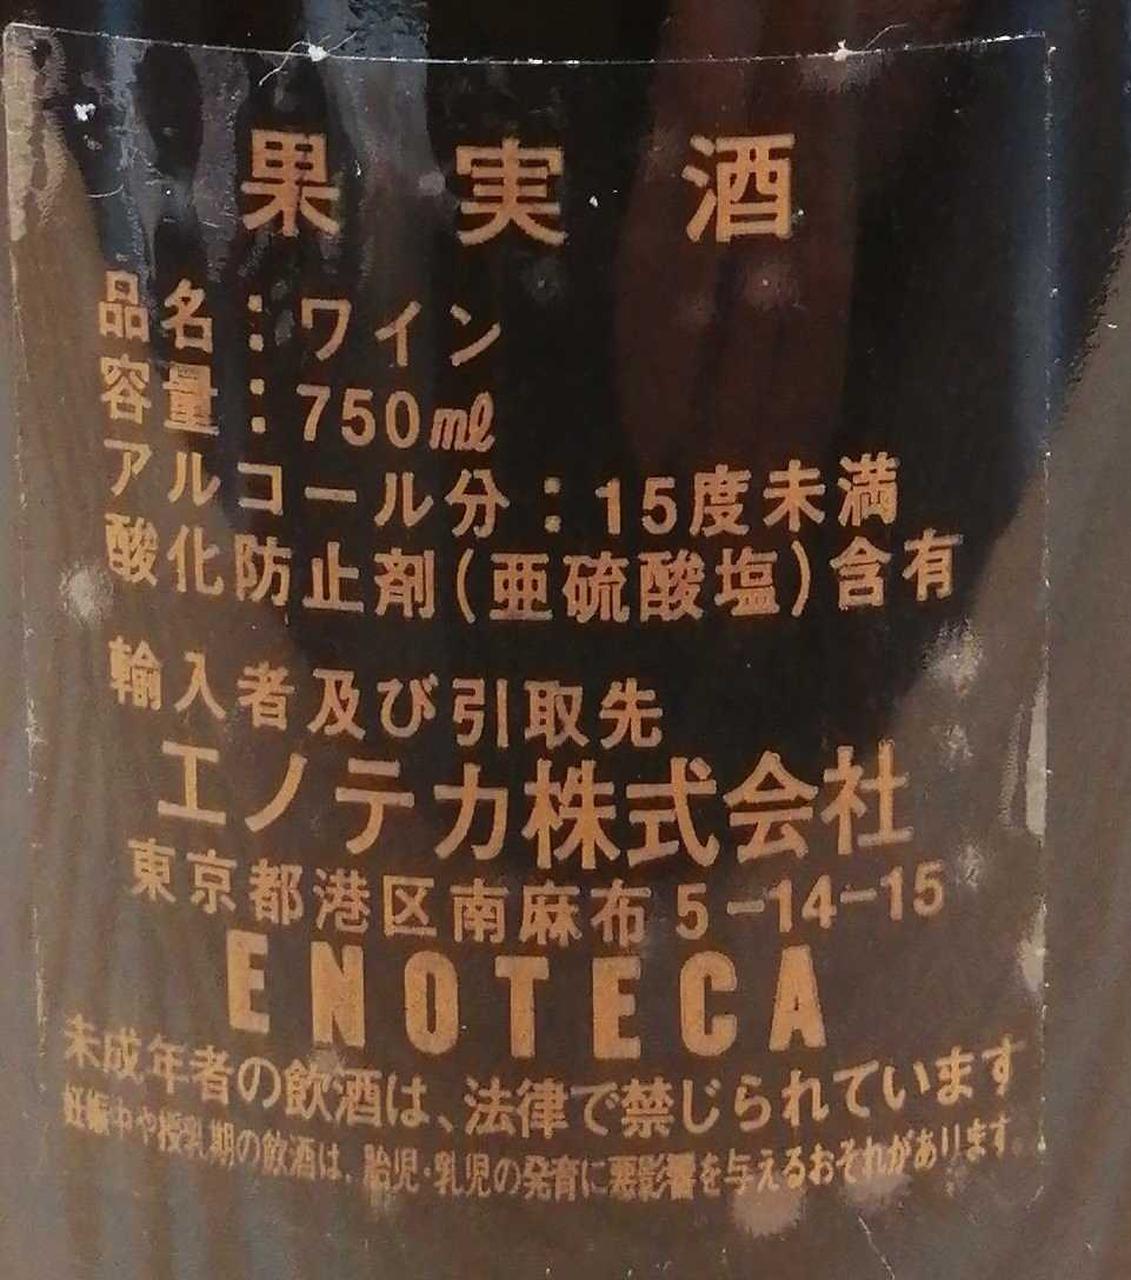 果実酒
品名：ワイン
容量：750㎖
アルコール分：15度未満
酸化防止剤(亜硫酸塩)含有
輸入者及び引取先
エノテカ株式会社
東京都港区南麻布5-14-15
ENOTECA
未成年者の飲酒は、法律で禁じられています
妊娠中や授乳期の飲酒は、胎児・乳児の発育に悪影響を与えるおそれがあります。